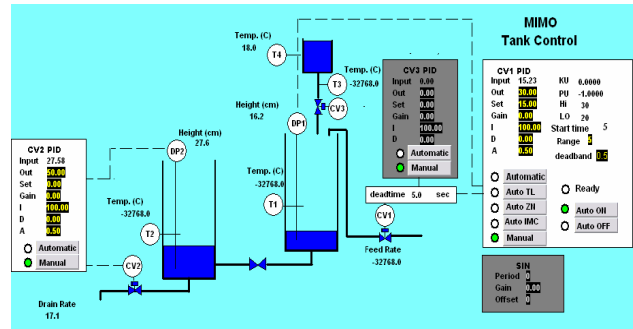 MIMO
Tank Control
Temp. (C)
18.0
T4
Temp. (C)
-32768.0
T3
CV3
Height (cm)
16.2
DP1
CV3 PID
Input 0.00
Out 0.00
Set 0.00
Gain 0.00
I 100.00
D 0.00
A 0.00
Automatic
Manual
deadtime 5.0 sec
CV1 PID
Input 15.23
Out 30.00
Set 15.00
Gain 0.00
I 100.00
D 0.00
A 0.50
KU 0.0000
PU -1.0000
Hi 30
LO 20
Start time 5
Range
deadband 0.5
Automatic
Auto TL
Auto ZN
Auto IMC
Manual
Ready
Auto ON
Auto OFF
CV2 PID
Input 27.58
Out 50.00
Set 0.00
Gain 0.00
I 100.00
D 0.00
A 0.50
Automatic
Manual
Height (cm)
27.6
DP2
Temp. (C)
-32768.0
T2
Temp. (C)
-32768.0
T1
CV1
Feed Rate
-32768.0
CV2
Drain Rate
17.1
SIN
Period 0
Gain 0.00
Offset 0